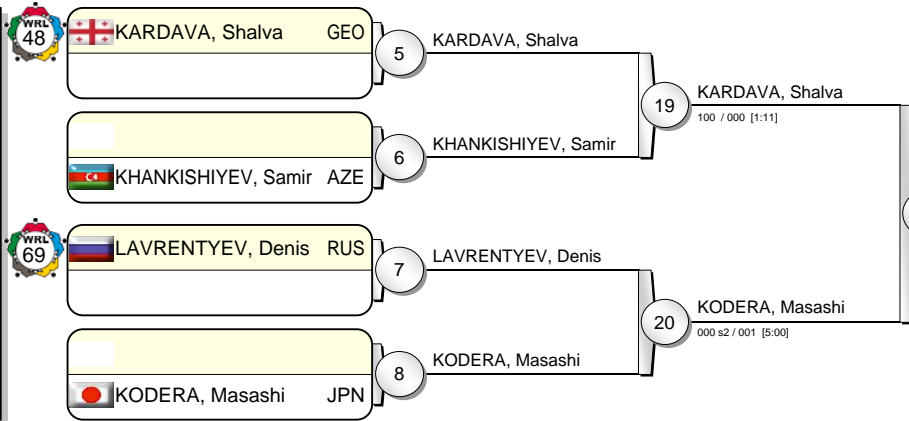 WRL
48
KARDAVA, Shalva GEO
5
KARDAVA, Shalva
KHANKISHIYEV, Samir AZE
6
KHANKISHIYEV, Samir
19
KARDAVA, Shalva
100 / 000 [1:11]
WRL
69
LAVRENTYEV, Denis RUS
7
LAVRENTYEV, Denis
KODERA, Masashi JPN
8
KODERA, Masashi
20
KODERA, Masashi
000 s2 / 001 [5:00]